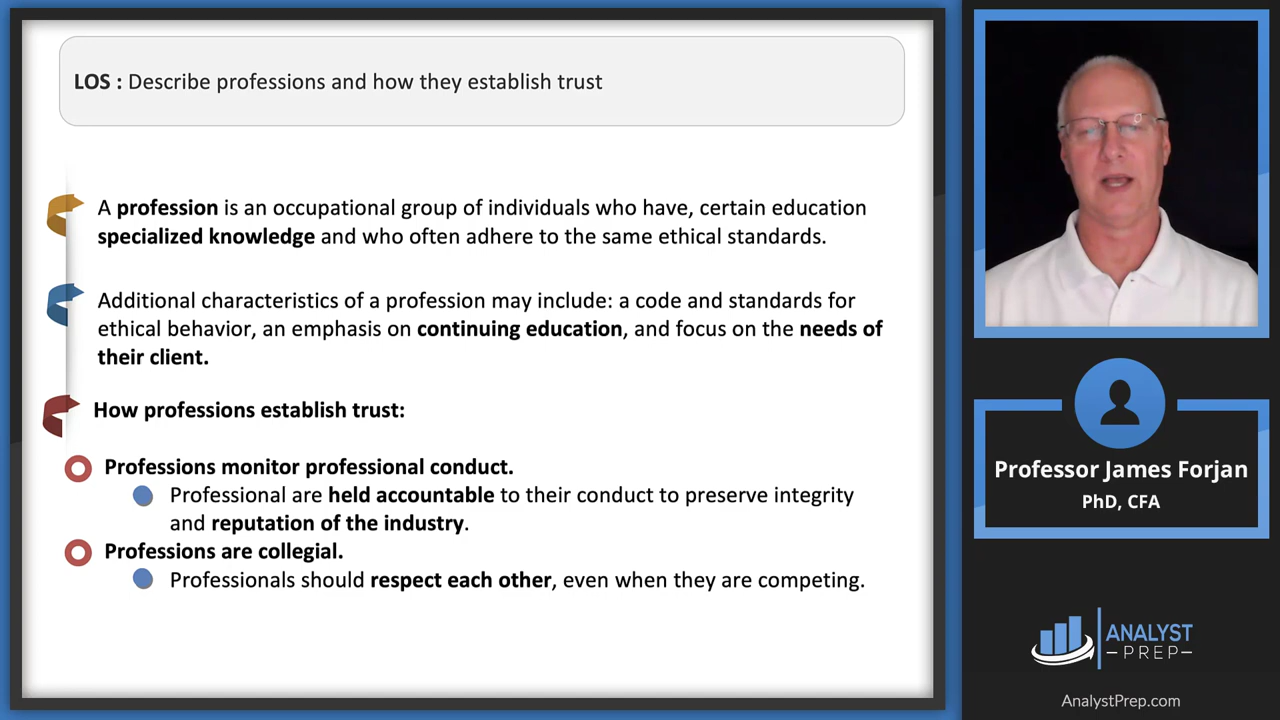 LOS : Describe professions and how they establish trust
A profession is an occupational group of individuals who have, certain education
specialized knowledge and who often adhere to the same ethical standards.
Additional characteristics of a profession may include: a code and standards for
ethical behavior, an emphasis on continuing education, and focus on the needs of
their client.
How professions establish trust:
Professions monitor professional conduct.
Professional are held accountable to their conduct to preserve integrity
and reputation of the industry.
Professions are collegial.
Professionals should respect each other, even when they are competing.
Professor James Forjan
PhD, CFA
ANALYST
PREP
AnalystPrep.com